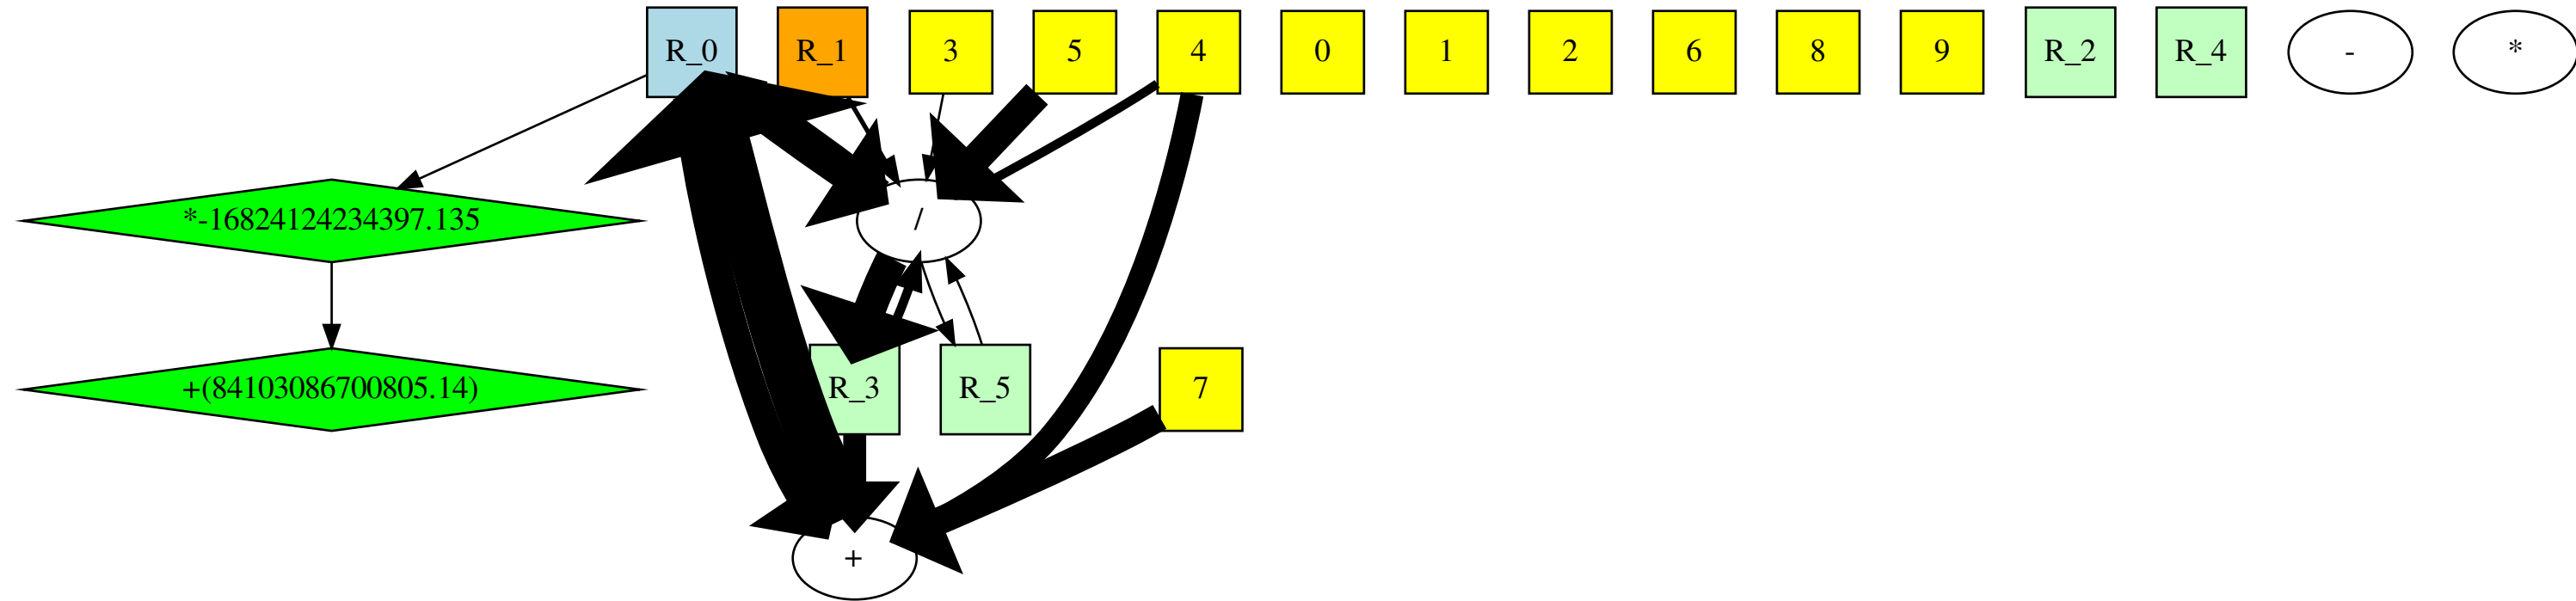 R_0
R_1
3
5
4
0
1
2
6
8
9
R_2
R_4
-
*
*-16824124234397.135
/
+(84103086700805.14)
R_3
R_5
7
+